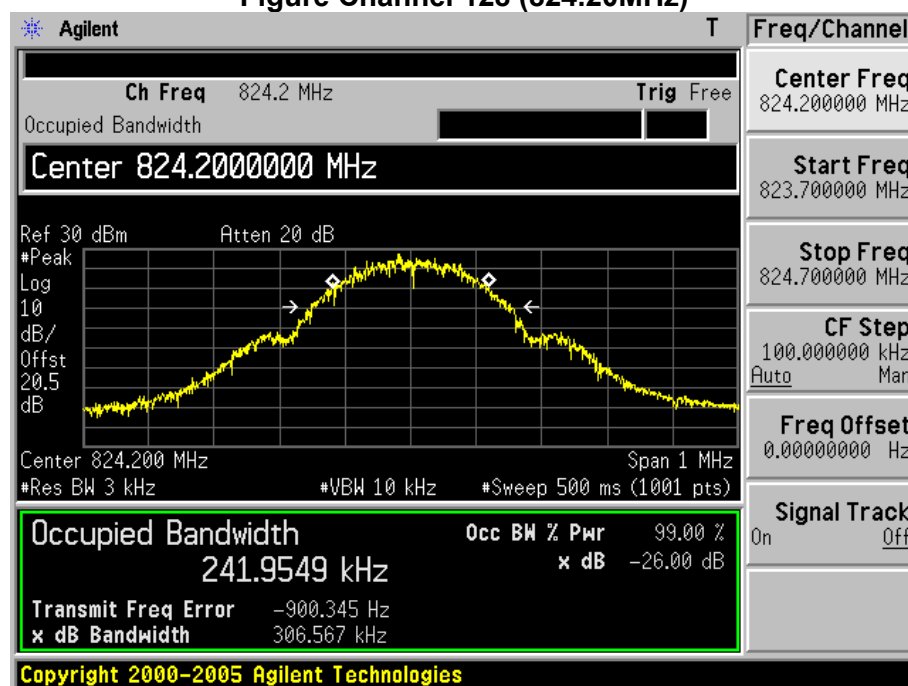 Figure Channel 128 (824.20MHz)
Agilent T Freq/Channel
Ch Freq 824.2 MHz Trig Free
Occupied Bandwidth
Center 824.2000000 MHz
Ref 30 dBm Atten 20 dB
#Peak
Log
10
dB/
Offst
20.5
dB
Center 824.200 MHz Span 1 MHz
#Res BW 3 kHz #VBW 10 kHz #Sweep 500 ms (1001 pts)
Occupied Bandwidth Occ BW % Pwr 99.00 %
241.9549 kHz x dB -26.00 dB
Transmit Freq Error -900.345 Hz
x dB Bandwidth 306.567 kHz
Copyright 2000-2005 Agilent Technologies
Center Freq
824.200000 MHz
Start Freq
823.700000 MHz
Stop Freq
824.700000 MHz
CF Step
100.000000 kHz
Auto Man
Freq Offset
0.00000000 Hz
Signal Track
On Off